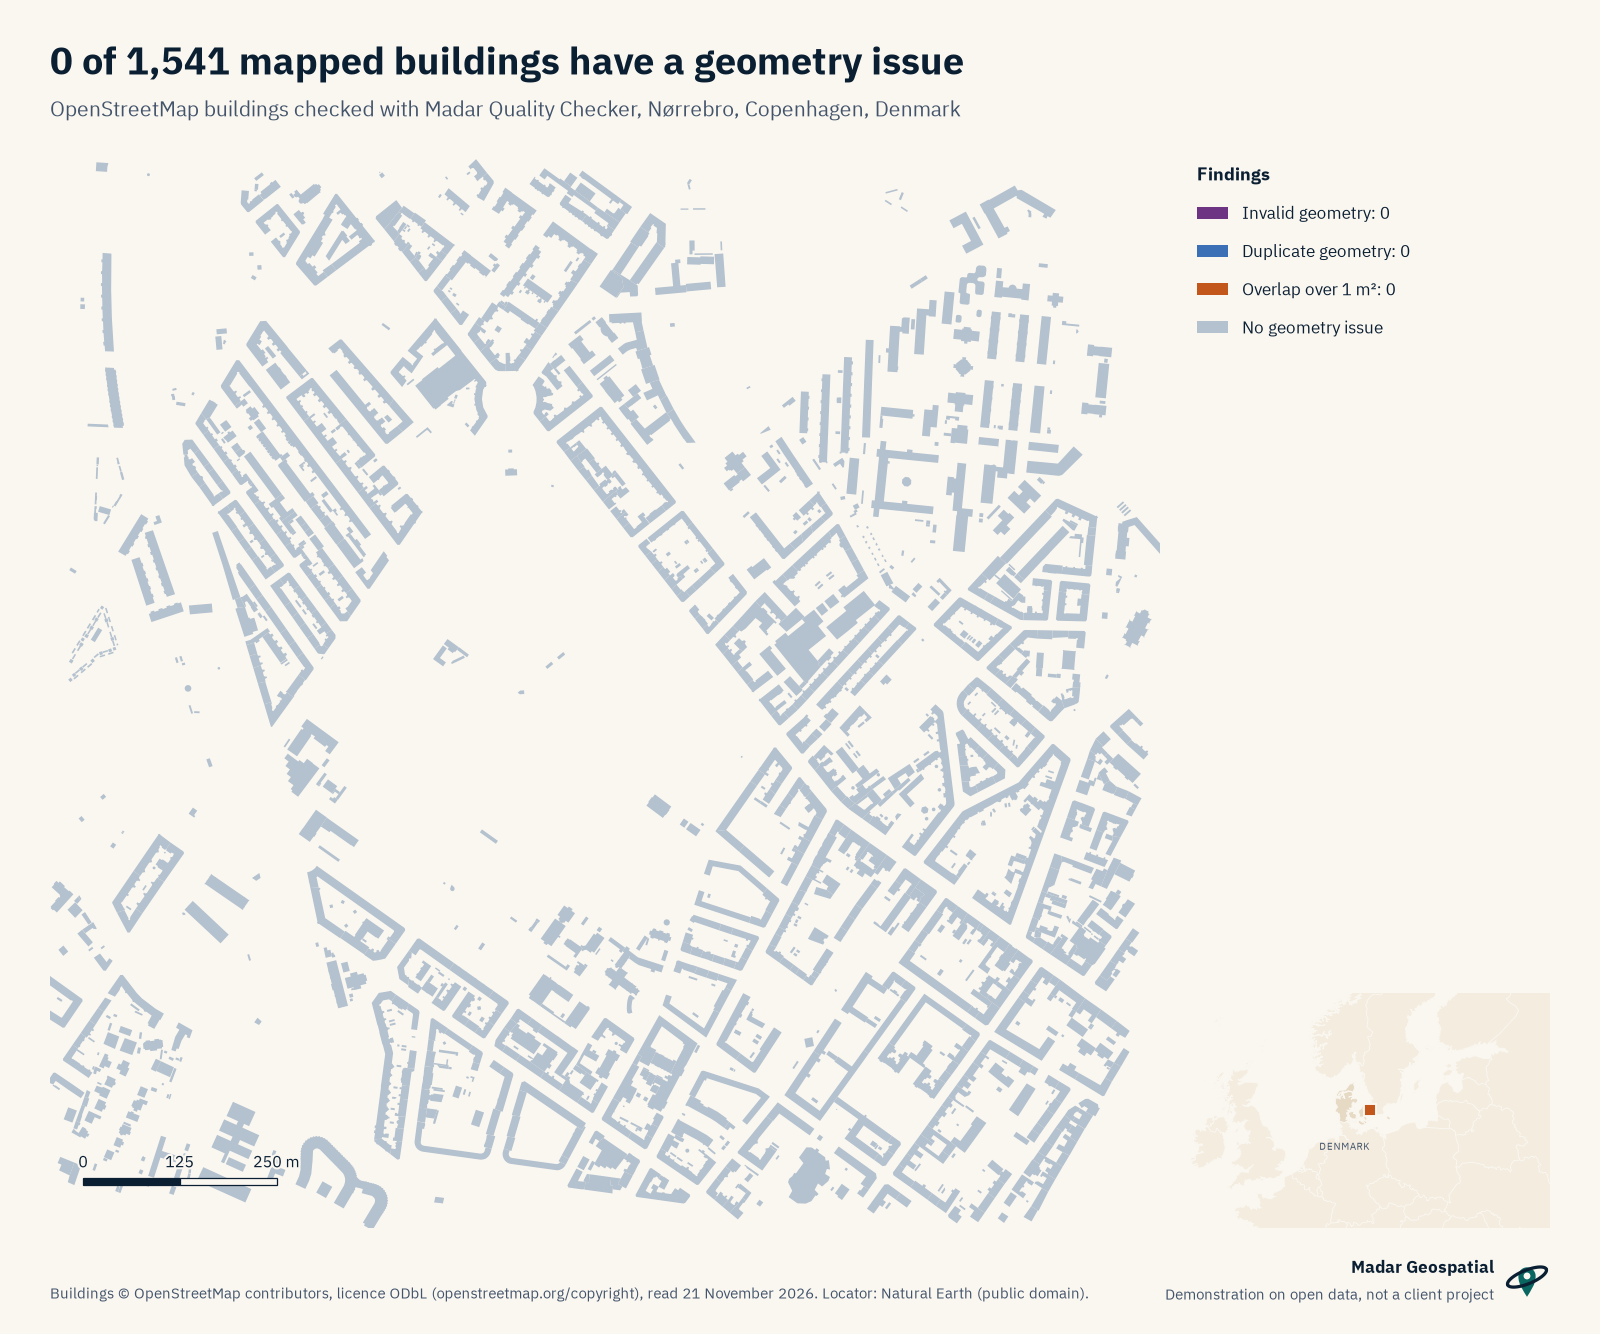 0 of 1,541 mapped buildings have a geometry issue
OpenStreetMap buildings checked with Madar Quality Checker, Nørrebro, Copenhagen, Denmark
Findings
Invalid geometry: 0
Duplicate geometry: 0
Overlap over 1 m²: 0
No geometry issue
0 125 250 m
DENMARK
Madar Geospatial
Buildings © OpenStreetMap contributors, licence ODbL (openstreetmap.org/copyright), read 21 November 2026. Locator: Natural Earth (public domain).
Demonstration on open data, not a client project